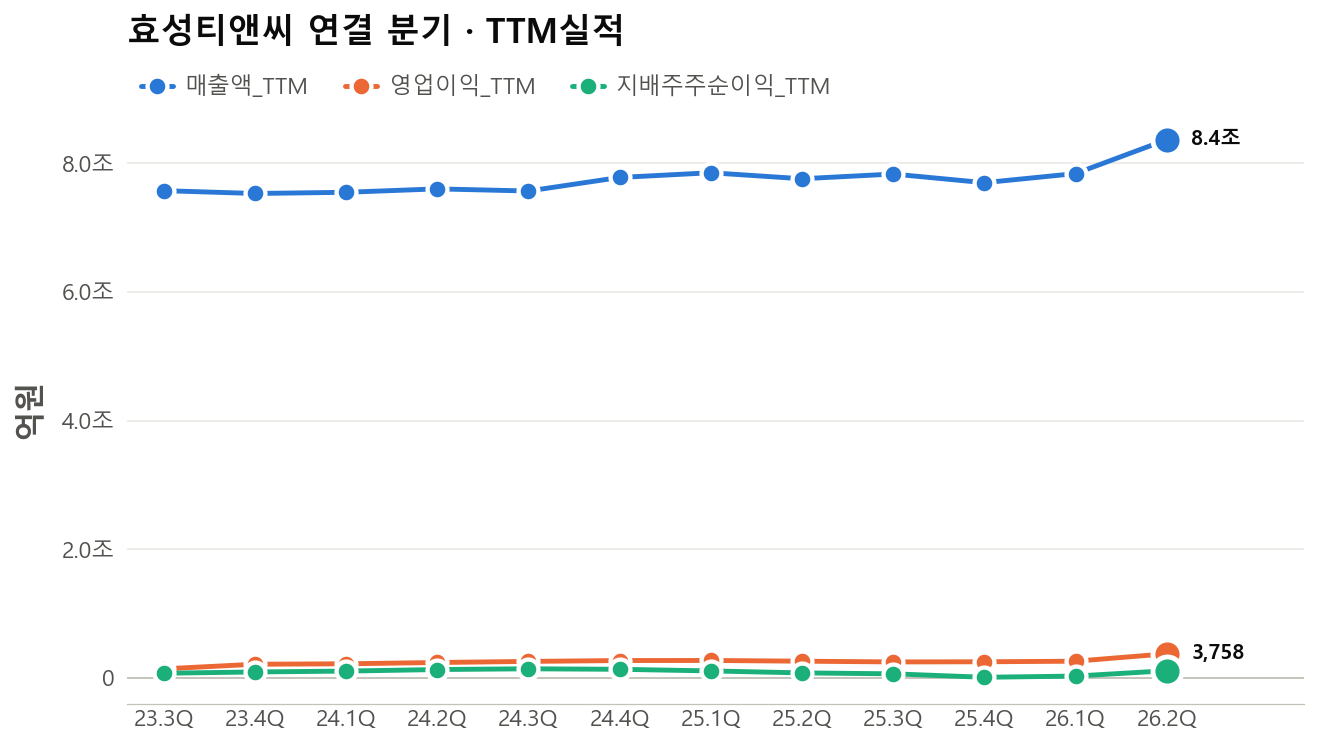 효성티앤씨 연결 분기 · TTM실적
매출액_TTM 영업이익_TTM 지배주주순이익_TTM
8.4조
8.0조
6.0조
억원
4.0조
2.0조
3,758
0
23.3Q 23.4Q 24.1Q 24.2Q 24.3Q 24.4Q 25.1Q 25.2Q 25.3Q 25.4Q 26.1Q 26.2Q